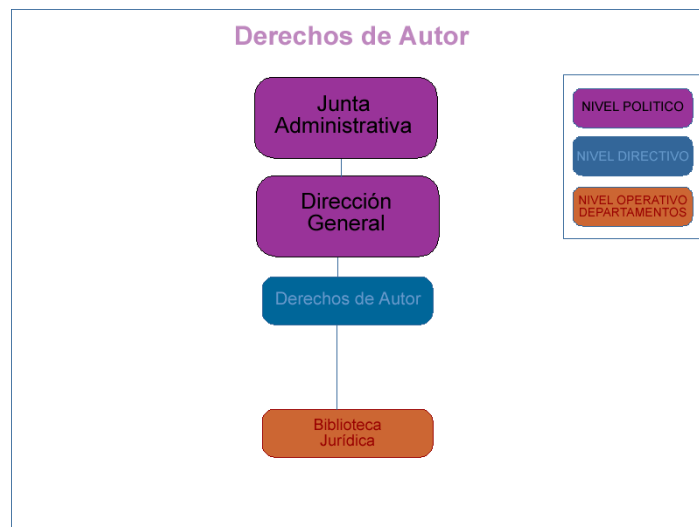 Derechos de Autor
Junta
Administrativa
Dirección
General
Derechos de Autor
Biblioteca
Jurídica
NIVEL POLITICO
NIVEL DIRECTIVO
NIVEL OPERATIVO
DEPARTAMENTOS